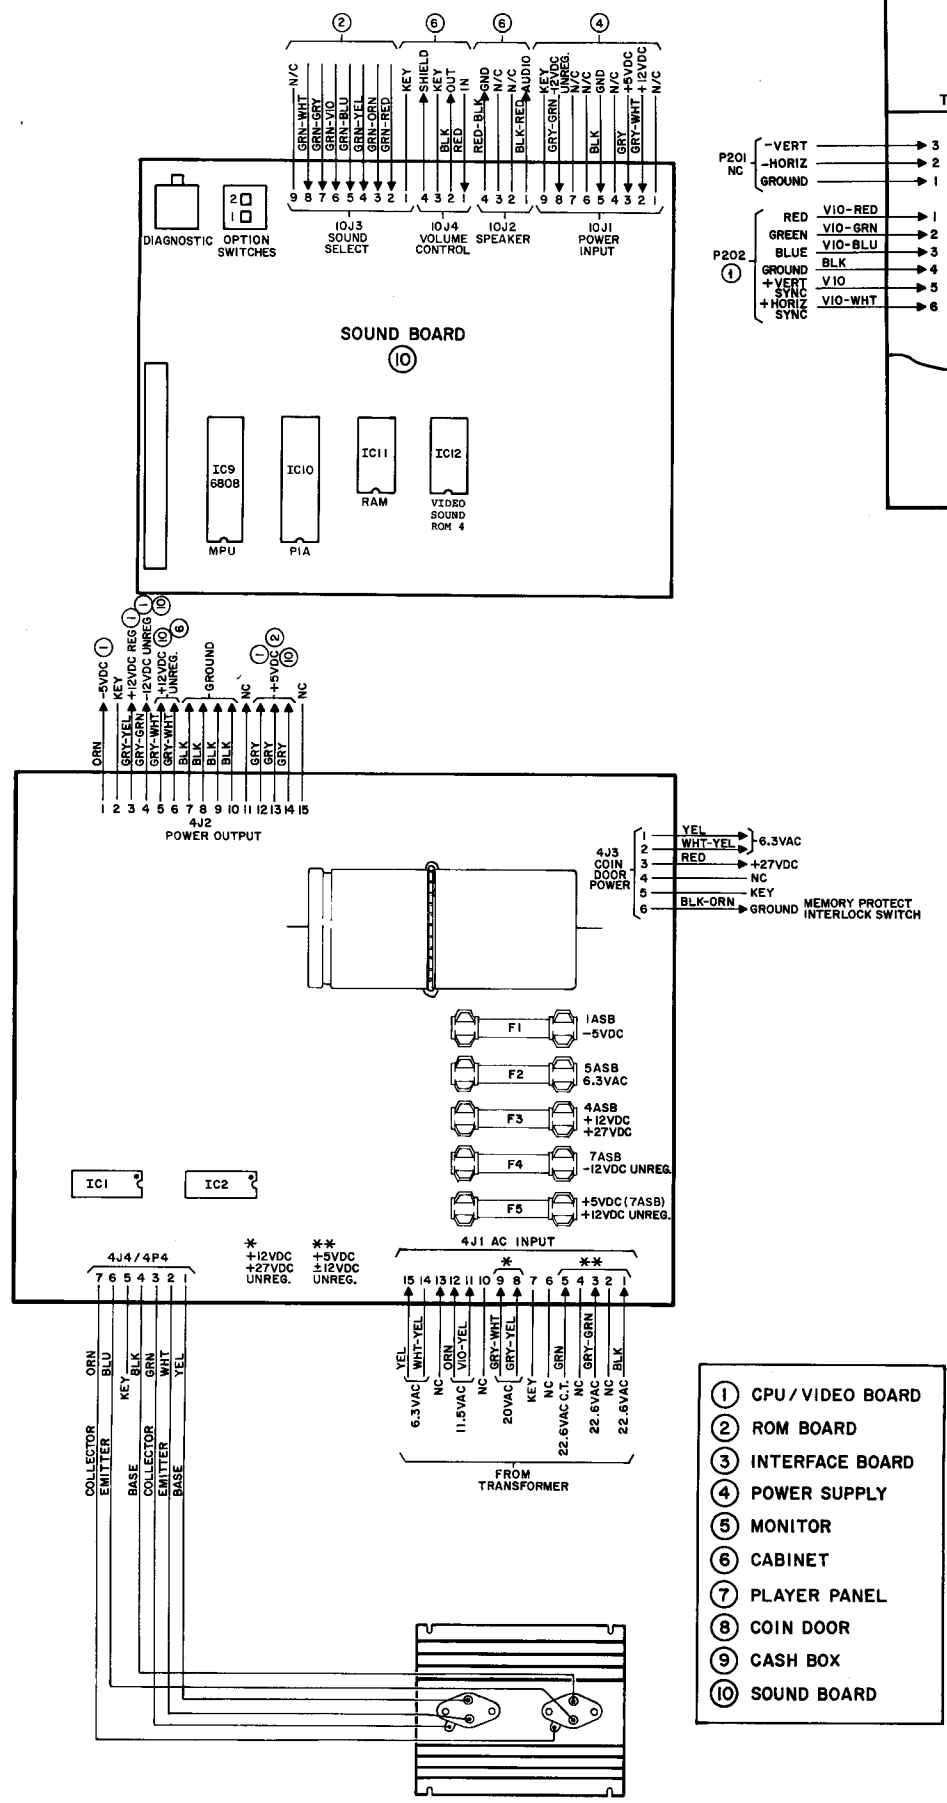 2
6
6
4
N/C
GRN-WHT
GRN-GRY
GRN-VIO
GRN-BLU
GRN-YEL
GRN-ORN
GRN-RED
KEY
SHIELD
KEY
BLK OUT
RED IN
RED-BLK GND
N/C
N/C
BLK-RED AUDIO
KEY
GRY-GRN -12VDC UNREG.
N/C
N/C
BLK GND
N/C
GRY +5VDC
GRY-WHT +12VDC
N/C
9 8 7 6 5 4 3 2 1
4 3 2 1
4 3 2 1
9 8 7 6 5 4 3 2 1
10J3
SOUND
SELECT
10J4
VOLUME
CONTROL
10J2
SPEAKER
10J1
POWER
INPUT
DIAGNOSTIC
2
1
OPTION
SWITCHES
SOUND BOARD
10
IC9
6808
MPU
IC10
PIA
IC11
RAM
IC12
VIDEO
SOUND
ROM 4
T
P201
NC
-VERT 3
-HORIZ 2
GROUND 1
P202
1
RED VIO-RED 1
GREEN VIO-GRN 2
BLUE VIO-BLU 3
GROUND BLK 4
+VERT SYNC VIO 5
+HORIZ SYNC VIO-WHT 6
ORN -5VDC 1
KEY
GRY-YEL +12VDC REG 1
GRY-GRN -12VDC UNREG 1 10
GRY-WHT
GRY-WHT
+12VDC 10
UNREG. 6
BLK
BLK
BLK
BLK
GROUND
NC
GRY
GRY
GRY
1
+5VDC 2
10
NC
1 2 3 4 5 6 7 8 9 10 11 12 13 14 15
4J2
POWER OUTPUT
4J3
COIN
DOOR
POWER
1 YEL
2 WHT-YEL
6.3VAC
3 RED +27VDC
4 NC
5 KEY
6 BLK-ORN GROUND
MEMORY PROTECT
INTERLOCK SWITCH
F1
1ASB
-5VDC
F2
5ASB
6.3VAC
F3
4ASB
+12VDC
+27VDC
F4
7ASB
-12VDC UNREG.
F5
+5VDC (7ASB)
+12VDC UNREG.
IC1
IC2
4J4/4P4
7 6 5 4 3 2 1
*
+12VDC
+27VDC
UNREG.
**
+5VDC
±12VDC
UNREG.
4J1 AC INPUT
* **
15 14 13 12 11 10 9 8 7 6 5 4 3 2 1
ORN
BLU
KEY
BLK
GRN
WHT
YEL
COLLECTOR
EMITTER
BASE
COLLECTOR
EMITTER
BASE
YEL
WHT-YEL
6.3VAC
NC
ORN
VIO-YEL
11.5VAC
NC
GRY-WHT
GRY-YEL
20VAC
KEY
NC
GRN
22.6VAC C.T.
NC
GRY-GRN
22.6VAC
NC
BLK
22.6VAC
FROM
TRANSFORMER
1 CPU/VIDEO BOARD
2 ROM BOARD
3 INTERFACE BOARD
4 POWER SUPPLY
5 MONITOR
6 CABINET
7 PLAYER PANEL
8 COIN DOOR
9 CASH BOX
10 SOUND BOARD